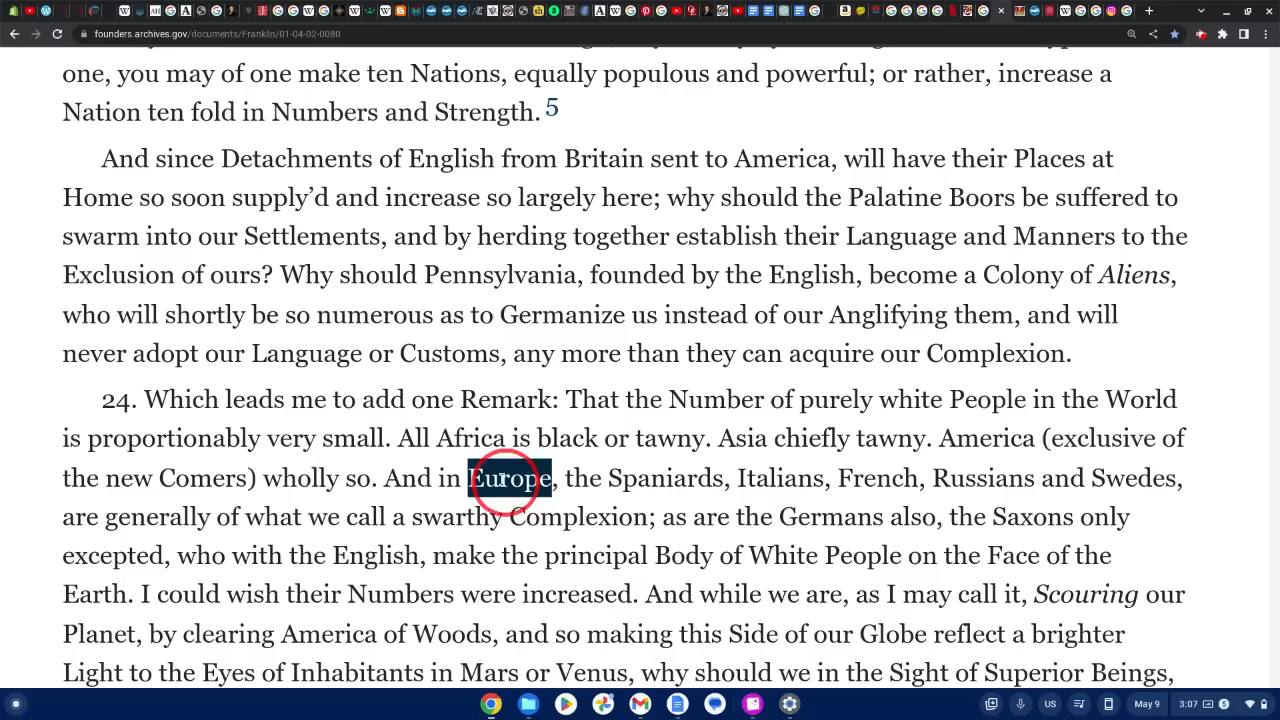 founders.archives.gov/documents/Franklin/01-04-02-0080
one, you may of one make ten Nations, equally populous and powerful; or rather, increase a
Nation ten fold in Numbers and Strength. 5
And since Detachments of English from Britain sent to America, will have their Places at
Home so soon supply’d and increase so largely here; why should the Palatine Boors be suffered to
swarm into our Settlements, and by herding together establish their Language and Manners to the
Exclusion of ours? Why should Pennsylvania, founded by the English, become a Colony of Aliens,
who will shortly be so numerous as to Germanize us instead of our Anglifying them, and will
never adopt our Language or Customs, any more than they can acquire our Complexion.
24. Which leads me to add one Remark: That the Number of purely white People in the World
is proportionably very small. All Africa is black or tawny. Asia chiefly tawny. America (exclusive of
the new Comers) wholly so. And in Europe, the Spaniards, Italians, French, Russians and Swedes,
are generally of what we call a swarthy Complexion; as are the Germans also, the Saxons only
excepted, who with the English, make the principal Body of White People on the Face of the
Earth. I could wish their Numbers were increased. And while we are, as I may call it, Scouring our
Planet, by clearing America of Woods, and so making this Side of our Globe reflect a brighter
Light to the Eyes of Inhabitants in Mars or Venus, why should we in the Sight of Superior Beings,
US May 9 3:07 5